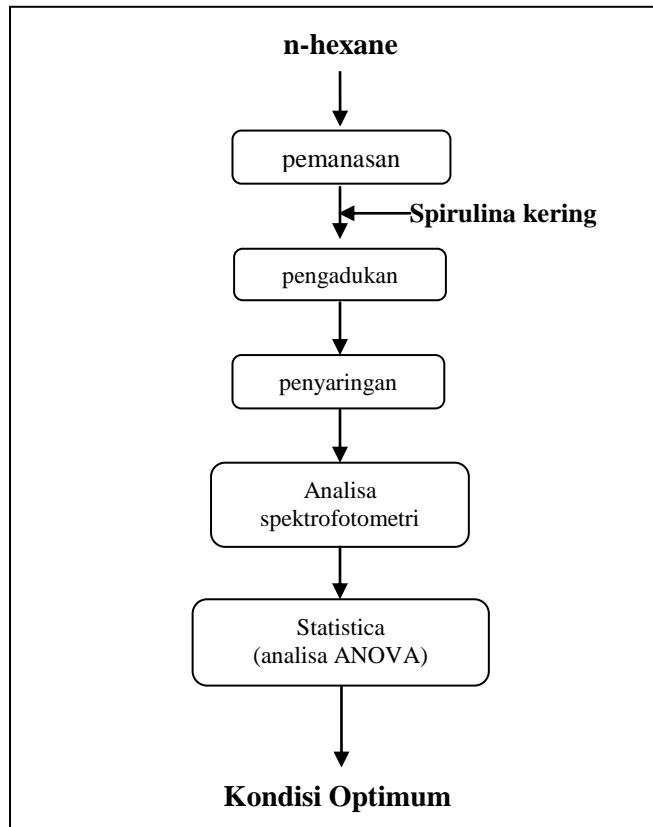 n-hexane
pemanasan
Spirulina kering
pengadukan
penyaringan
Analisa
spektrofotometri
Statistica
(analisa ANOVA)
Kondisi Optimum